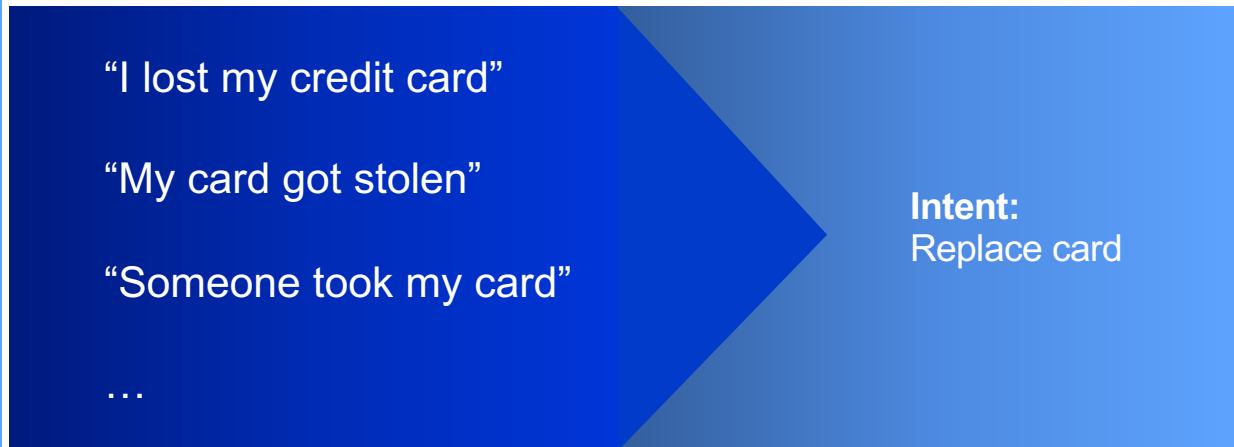 “I lost my credit card”
“My card got stolen”
“Someone took my card”
…
Intent:
Replace card